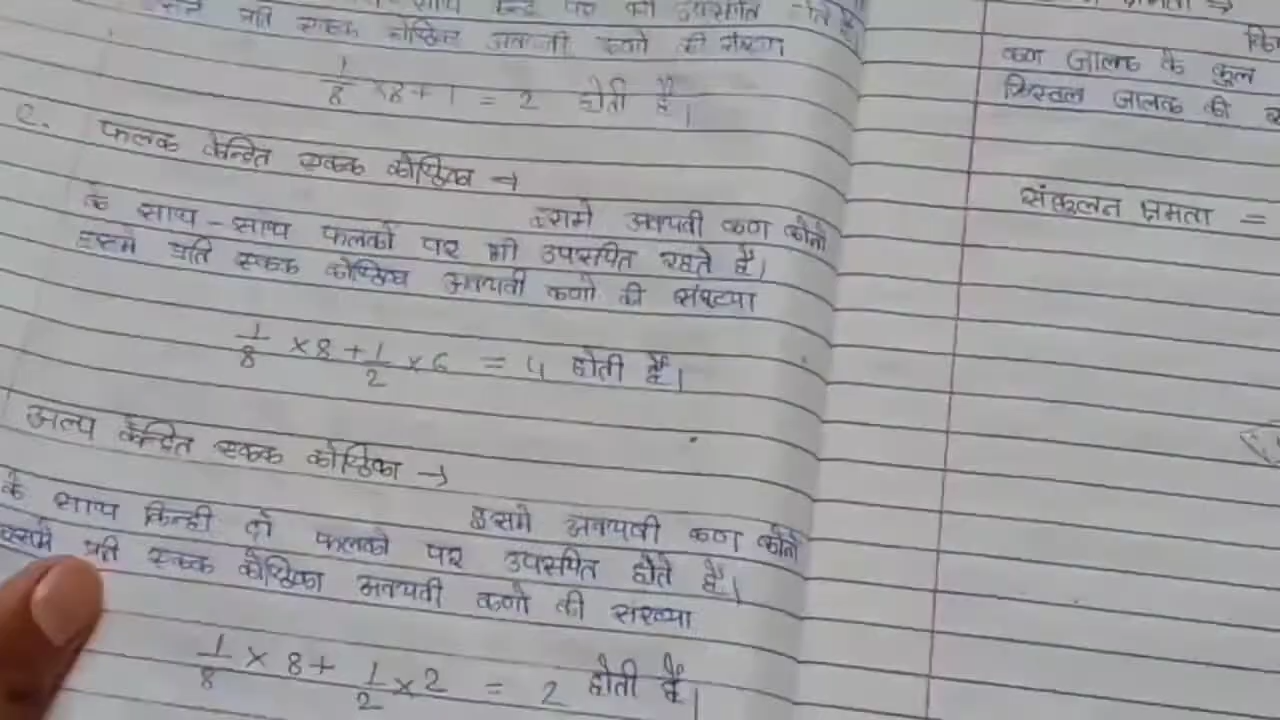 प्रति एकक कोष्ठिका अवयवी कणो की संख्या
1/8 ×8+1 = 2 होती है।
C. फलक केन्द्रित एकक कोष्ठिका →
इसमे अवयवी कण कोनो
के साथ-साथ फलको पर भी उपस्थित रहते है।
इसमे प्रति एकक कोष्ठिका अवयवी कणो की संख्या
1/8 ×8 + 1/2 ×6 = 4 होती है।
अन्त्य केन्द्रित एकक कोष्ठिका →
इसमे अवयवी कण कोनो
के साथ किन्ही दो फलको पर उपस्थित होते है।
इसमे प्रति एकक कोष्ठिका अवयवी कणो की संख्या
1/8 × 8 + 1/2 ×2 = 2 होती है।
क्षमता →
कण जालक के कुल
त्रिविम जालक की
संकुलन क्षमता =